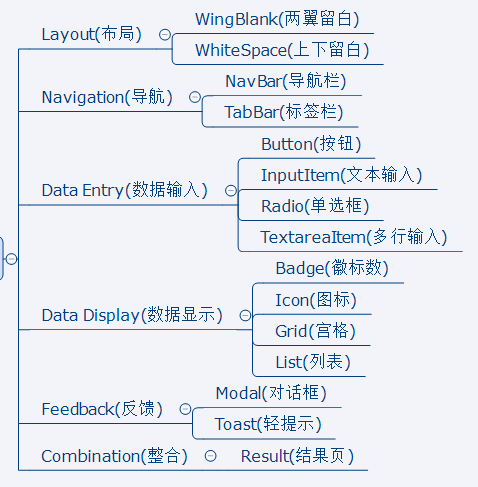 Layout(布局)
WingBlank(两翼留白)
WhiteSpace(上下留白)
Navigation(导航)
NavBar(导航栏)
TabBar(标签栏)
Data Entry(数据输入)
Button(按钮)
InputItem(文本输入)
Radio(单选框)
TextareaItem(多行输入)
Data Display(数据显示)
Badge(徽标数)
Icon(图标)
Grid(宫格)
List(列表)
Feedback(反馈)
Modal(对话框)
Toast(轻提示)
Combination(整合)
Result(结果页)